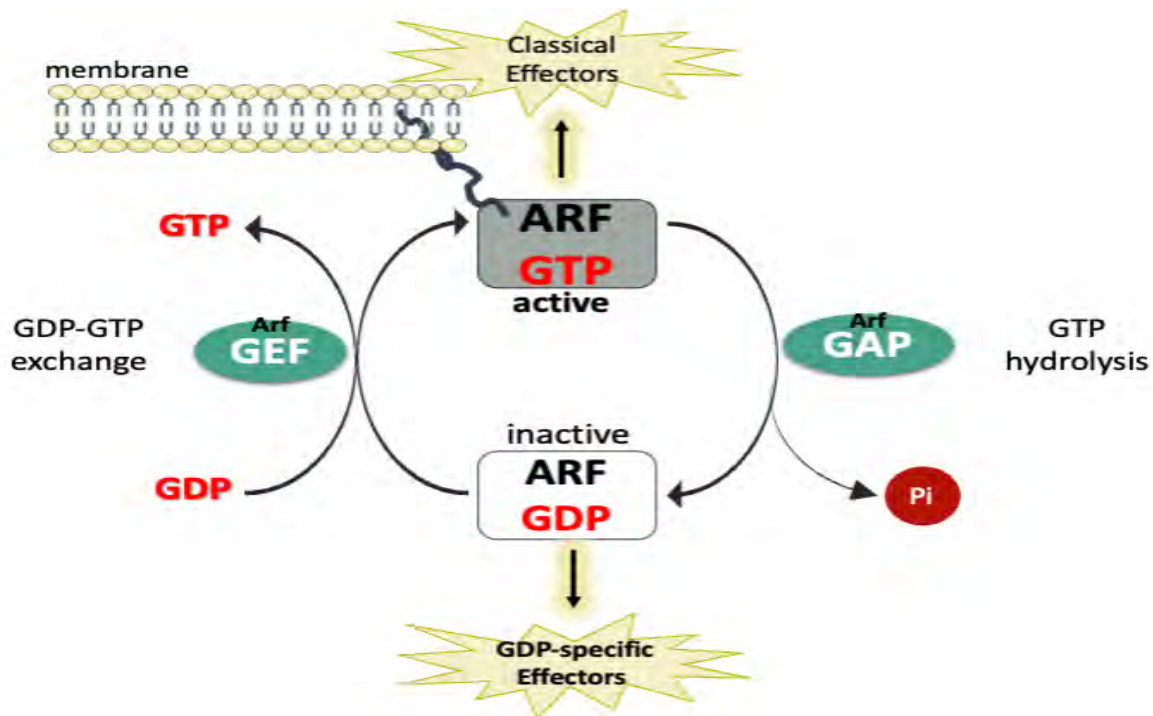 Classical
Effectors
membrane
ARF
GTP
active
GTP
GDP-GTP
exchange
Arf
GEF
Arf
GAP
GTP
hydrolysis
inactive
ARF
GDP
GDP
Pi
GDP-specific
Effectors